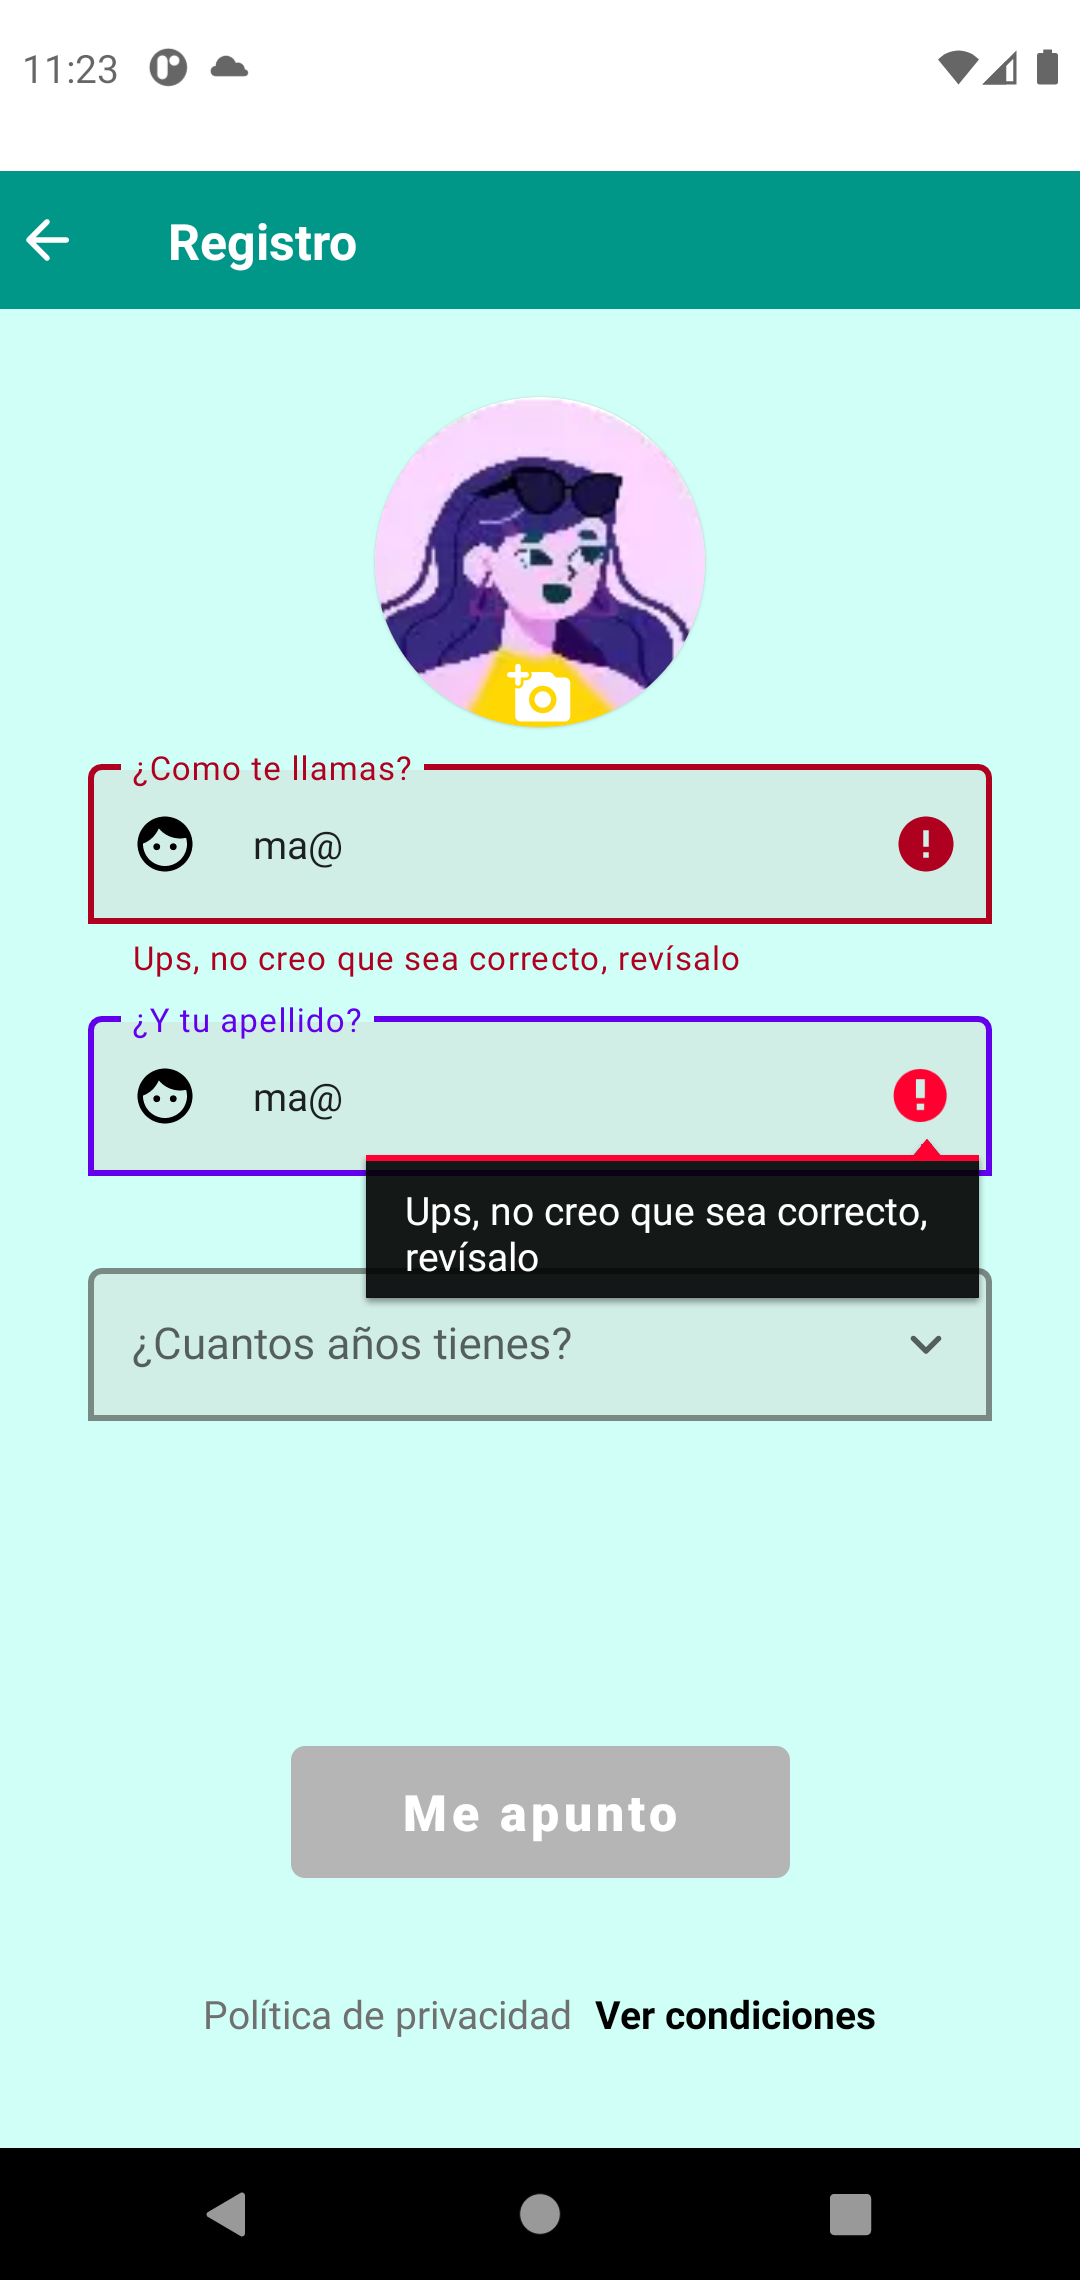 11:23
Registro
¿Como te llamas?
ma@
Ups, no creo que sea correcto, revísalo
¿Y tu apellido?
ma@
Ups, no creo que sea correcto,
revísalo
¿Cuantos años tienes?
Me apunto
Política de privacidad Ver condiciones